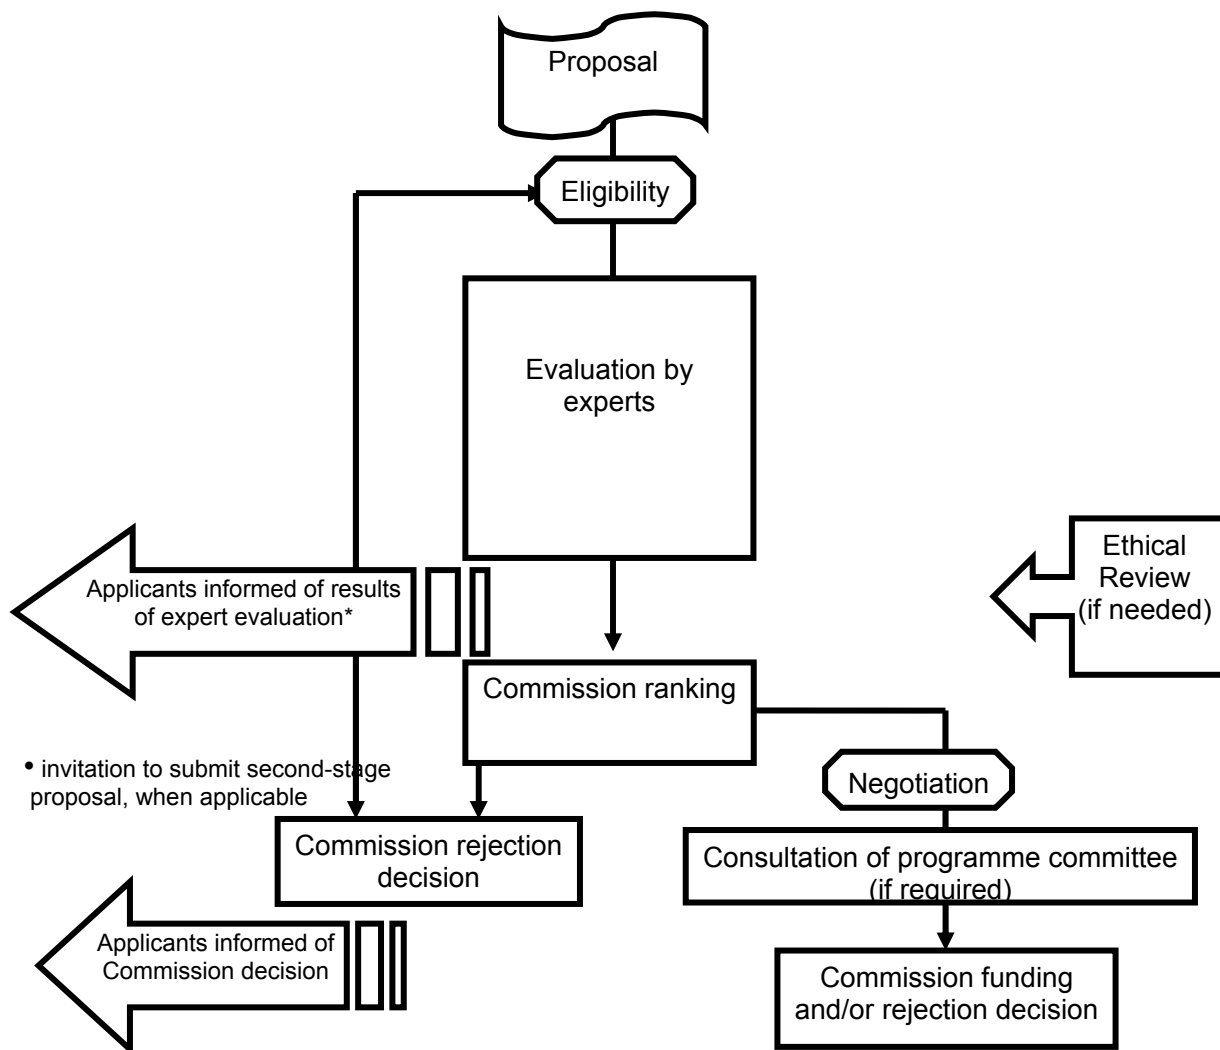 Proposal
Eligibility
Evaluation by
experts
Applicants informed of results
of expert evaluation*
Ethical
Review
(if needed)
Commission ranking
• invitation to submit second-stage
proposal, when applicable
Negotiation
Commission rejection
decision
Consultation of programme committee
(if required)
Applicants informed of
Commission decision
Commission funding
and/or rejection decision